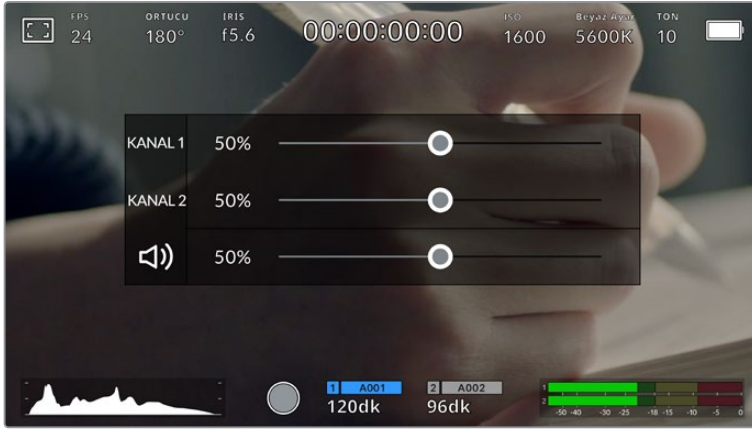 FPS ORTUCU IRIS 00:00:00:00 ISO Beyaz Ayar TON
24 180° f5.6 1600 5600K 10
KANAL 1 50%
KANAL 2 50%
50%
1 A001 2 A002
120dk 96dk
1
2
-50 -40 -30 -25 -18 -15 -10 -5 0